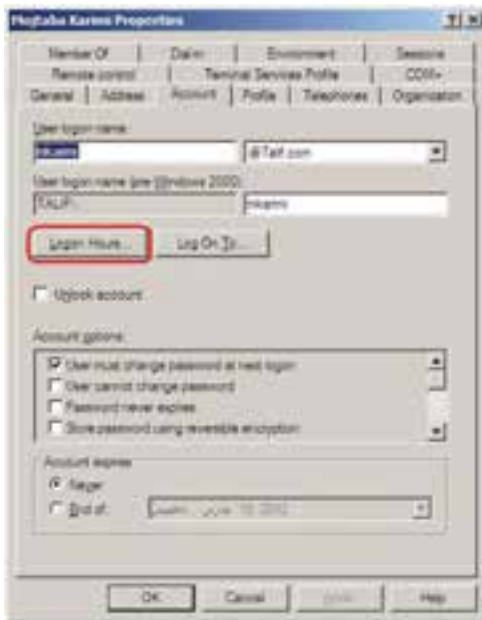 Mojtaba Karimi Properties
Member Of Dial-in Environment Sessions
Remote control Terminal Services Profile COM+
General Address Account Profile Telephones Organization
User logon name:
mkarimi @Talif.com
User logon name (pre-Windows 2000):
TALIF\ mkarimi
Logon Hours... Log On To...
Unlock account
Account options:
User must change password at next logon
User cannot change password
Password never expires
Store password using reversible encryption
Account expires
Never
End of:
OK Cancel Apply Help